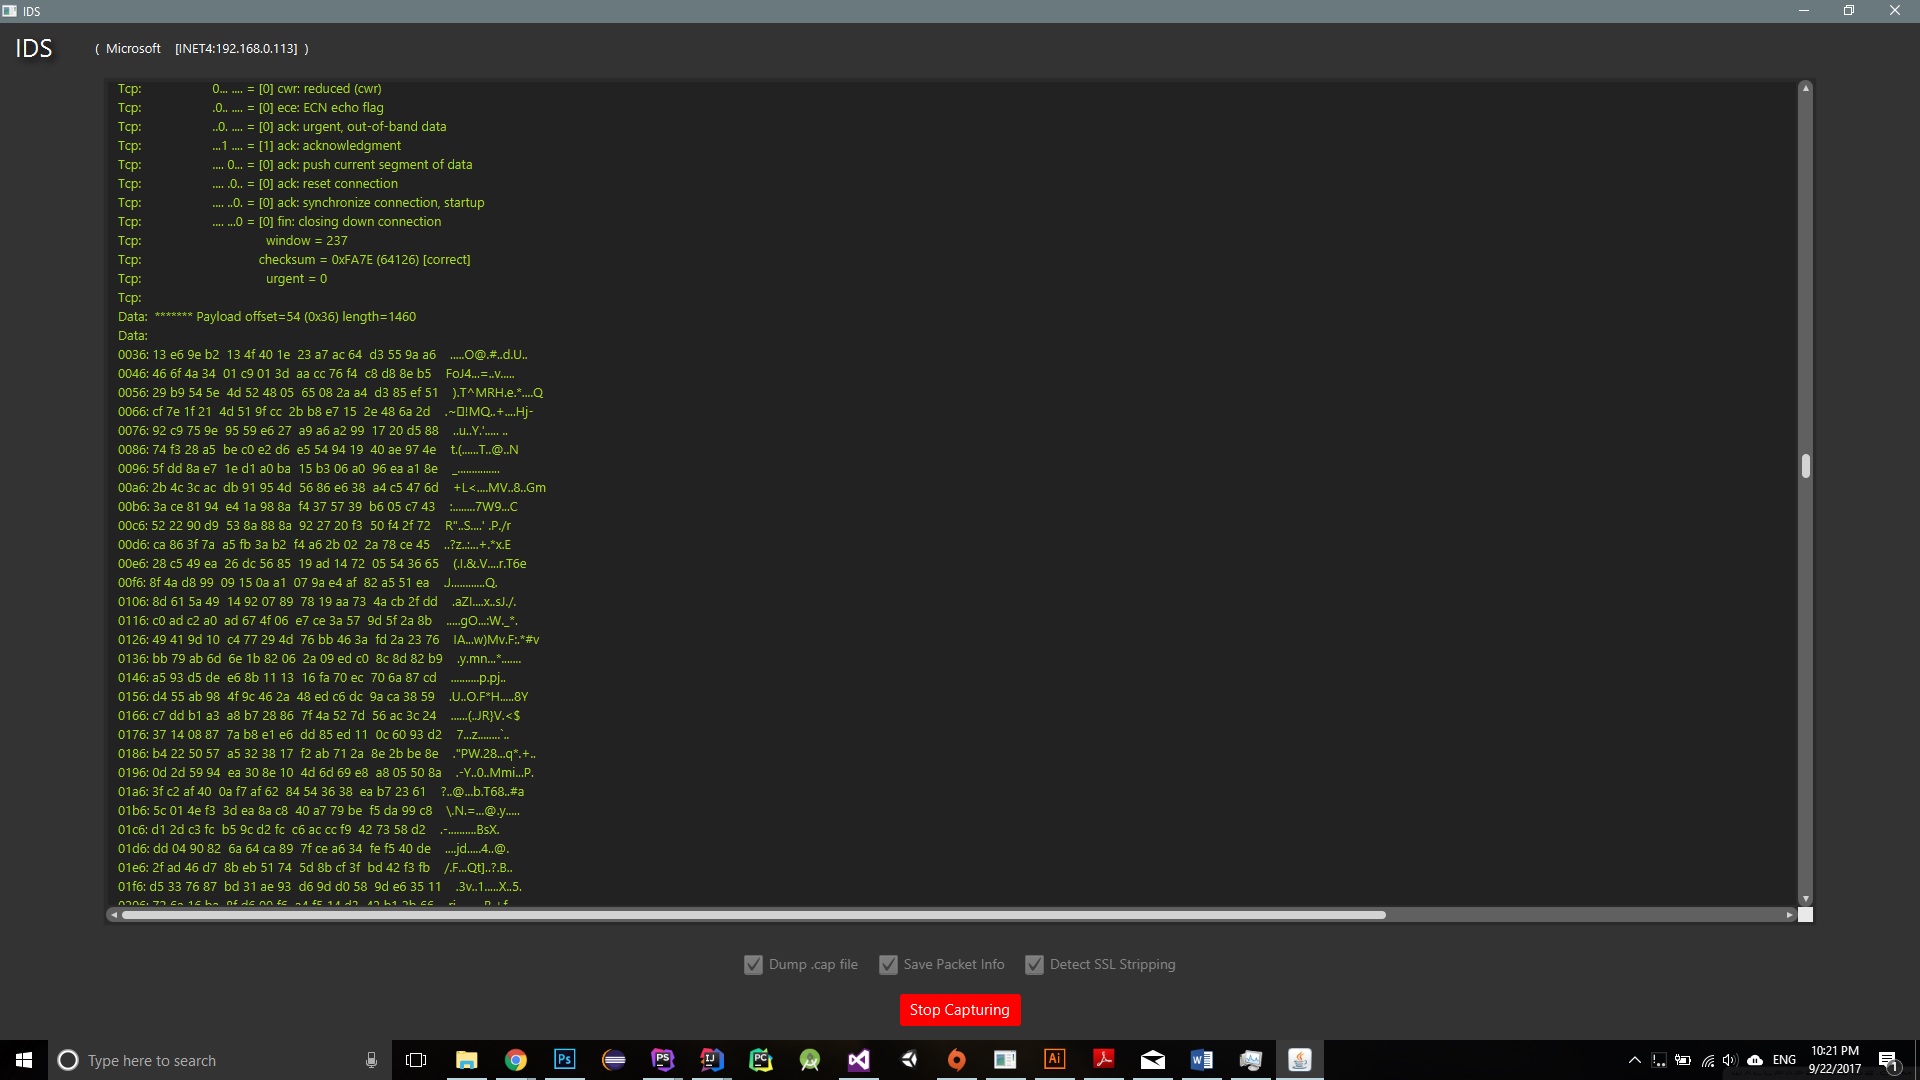 IDS
IDS ( Microsoft [INET4:192.168.0.113] )
Tcp: 0... .... = [0] cwr: reduced (cwr)
Tcp: .0.. .... = [0] ece: ECN echo flag
Tcp: ..0. .... = [0] ack: urgent, out-of-band data
Tcp: ...1 .... = [1] ack: acknowledgment
Tcp: .... 0... = [0] ack: push current segment of data
Tcp: .... .0.. = [0] ack: reset connection
Tcp: .... ..0. = [0] ack: synchronize connection, startup
Tcp: .... ...0 = [0] fin: closing down connection
Tcp: window = 237
Tcp: checksum = 0xFA7E (64126) [correct]
Tcp: urgent = 0
Tcp:
Data: ******* Payload offset=54 (0x36) length=1460
Data:
0036: 13 e6 9e b2 13 4f 40 1e 23 a7 ac 64 d3 55 9a a6 .....O@.#..d.U..
0046: 46 6f 4a 34 01 c9 01 3d aa cc 76 f4 c8 d8 8e b5 FoJ4...=..v.....
0056: 29 b9 54 5e 4d 52 48 05 65 08 2a a4 d3 85 ef 51 ).T^MRH.e.*....Q
0066: cf 7e 1f 21 4d 51 9f cc 2b b8 e7 15 2e 48 6a 2d .~▯!MQ..+....Hj-
0076: 92 c9 75 9e 95 59 e6 27 a9 a6 a2 99 17 20 d5 88 ..u..Y.'..... ..
0086: 74 f3 28 a5 be c0 e2 d6 e5 54 94 19 40 ae 97 4e t.(......T..@..N
0096: 5f dd 8a e7 1e d1 a0 ba 15 b3 06 a0 96 ea a1 8e _...............
00a6: 2b 4c 3c ac db 91 95 4d 56 86 e6 38 a4 c5 47 6d +L<....MV..8..Gm
00b6: 3a ce 81 94 e4 1a 98 8a f4 37 57 39 b6 05 c7 43 :........7W9...C
00c6: 52 22 90 d9 53 8a 88 8a 92 27 20 f3 50 f4 2f 72 R"..S....' .P./r
00d6: ca 86 3f 7a a5 fb 3a b2 f4 a6 2b 02 2a 78 ce 45 ..?z..:...+.*x.E
00e6: 28 c5 49 ea 26 dc 56 85 19 ad 14 72 05 54 36 65 (.I.&.V....r.T6e
00f6: 8f 4a d8 99 09 15 0a a1 07 9a e4 af 82 a5 51 ea .J............Q.
0106: 8d 61 5a 49 14 92 07 89 78 19 aa 73 4a cb 2f dd .aZI....x..sJ./.
0116: c0 ad c2 a0 ad 67 4f 06 e7 ce 3a 57 9d 5f 2a 8b .....gO...:W._*.
0126: 49 41 9d 10 c4 77 29 4d 76 bb 46 3a fd 2a 23 76 IA...w)Mv.F:.*#v
0136: bb 79 ab 6d 6e 1b 82 06 2a 09 ed c0 8c 8d 82 b9 .y.mn...*.......
0146: a5 93 d5 de e6 8b 11 13 16 fa 70 ec 70 6a 87 cd ..........p.pj..
0156: d4 55 ab 98 4f 9c 46 2a 48 ed c6 dc 9a ca 38 59 .U..O.F*H.....8Y
0166: c7 dd b1 a3 a8 b7 28 86 7f 4a 52 7d 56 ac 3c 24 ......(..JR}V.<$
0176: 37 14 08 87 7a b8 e1 e6 dd 85 ed 11 0c 60 93 d2 7...z........`..
0186: b4 22 50 57 a5 32 38 17 f2 ab 71 2a 8e 2b be 8e ."PW.28...q*.+..
0196: 0d 2d 59 94 ea 30 8e 10 4d 6d 69 e8 a8 05 50 8a .-Y..0..Mmi...P.
01a6: 3f c2 af 40 0a f7 af 62 84 54 36 38 ea b7 23 61 ?..@...b.T68..#a
01b6: 5c 01 4e f3 3d ea 8a c8 40 a7 79 be f5 da 99 c8 \.N.=...@.y.....
01c6: d1 2d c3 fc b5 9c d2 fc c6 ac cc f9 42 73 58 d2 .-..........BsX.
01d6: dd 04 90 82 6a 64 ca 89 7f ce a6 34 fe f5 40 de ....jd.....4..@.
01e6: 2f ad 46 d7 8b eb 51 74 5d 8b cf 3f bd 42 f3 fb /.F...Qt]..?.B..
01f6: d5 33 76 87 bd 31 ae 93 d6 9d d0 58 9d e6 35 11 .3v..1.....X..5.
Dump .cap file Save Packet Info Detect SSL Stripping
Stop Capturing
Type here to search
Ps
PS
IJ
PC
Ai
W
ENG
10:21 PM
9/22/2017
1